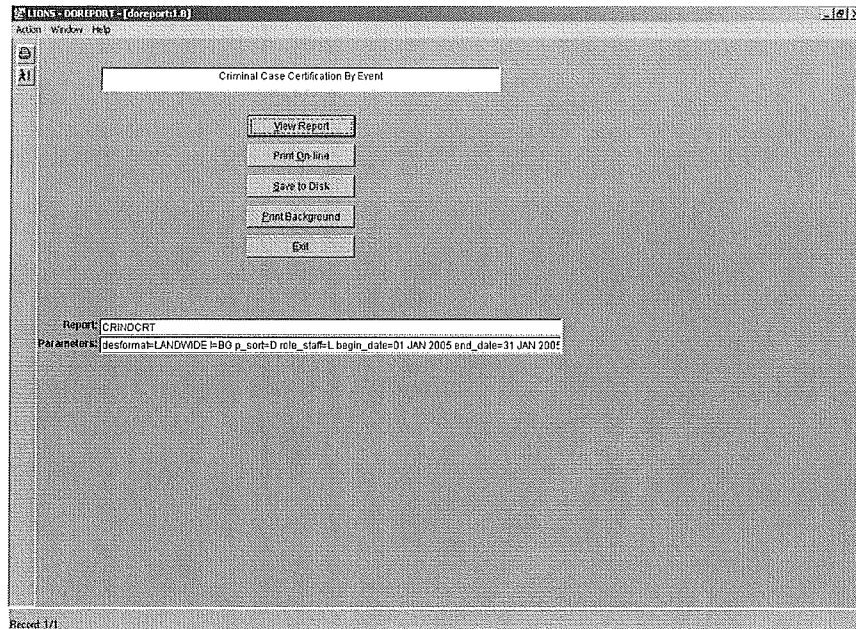 LIONS - DOREPORT - [doreport:1.8]
Action Window Help
Criminal Case Certification By Event
View Report
Print On-line
Save to Disk
Print Background
Exit
Report: CRINDCRT
Parameters: desformat=LANDWIDE l=BG p_sort=D role_staff=L begin_date=01 JAN 2005 end_date=31 JAN 2005
Record: 1/1